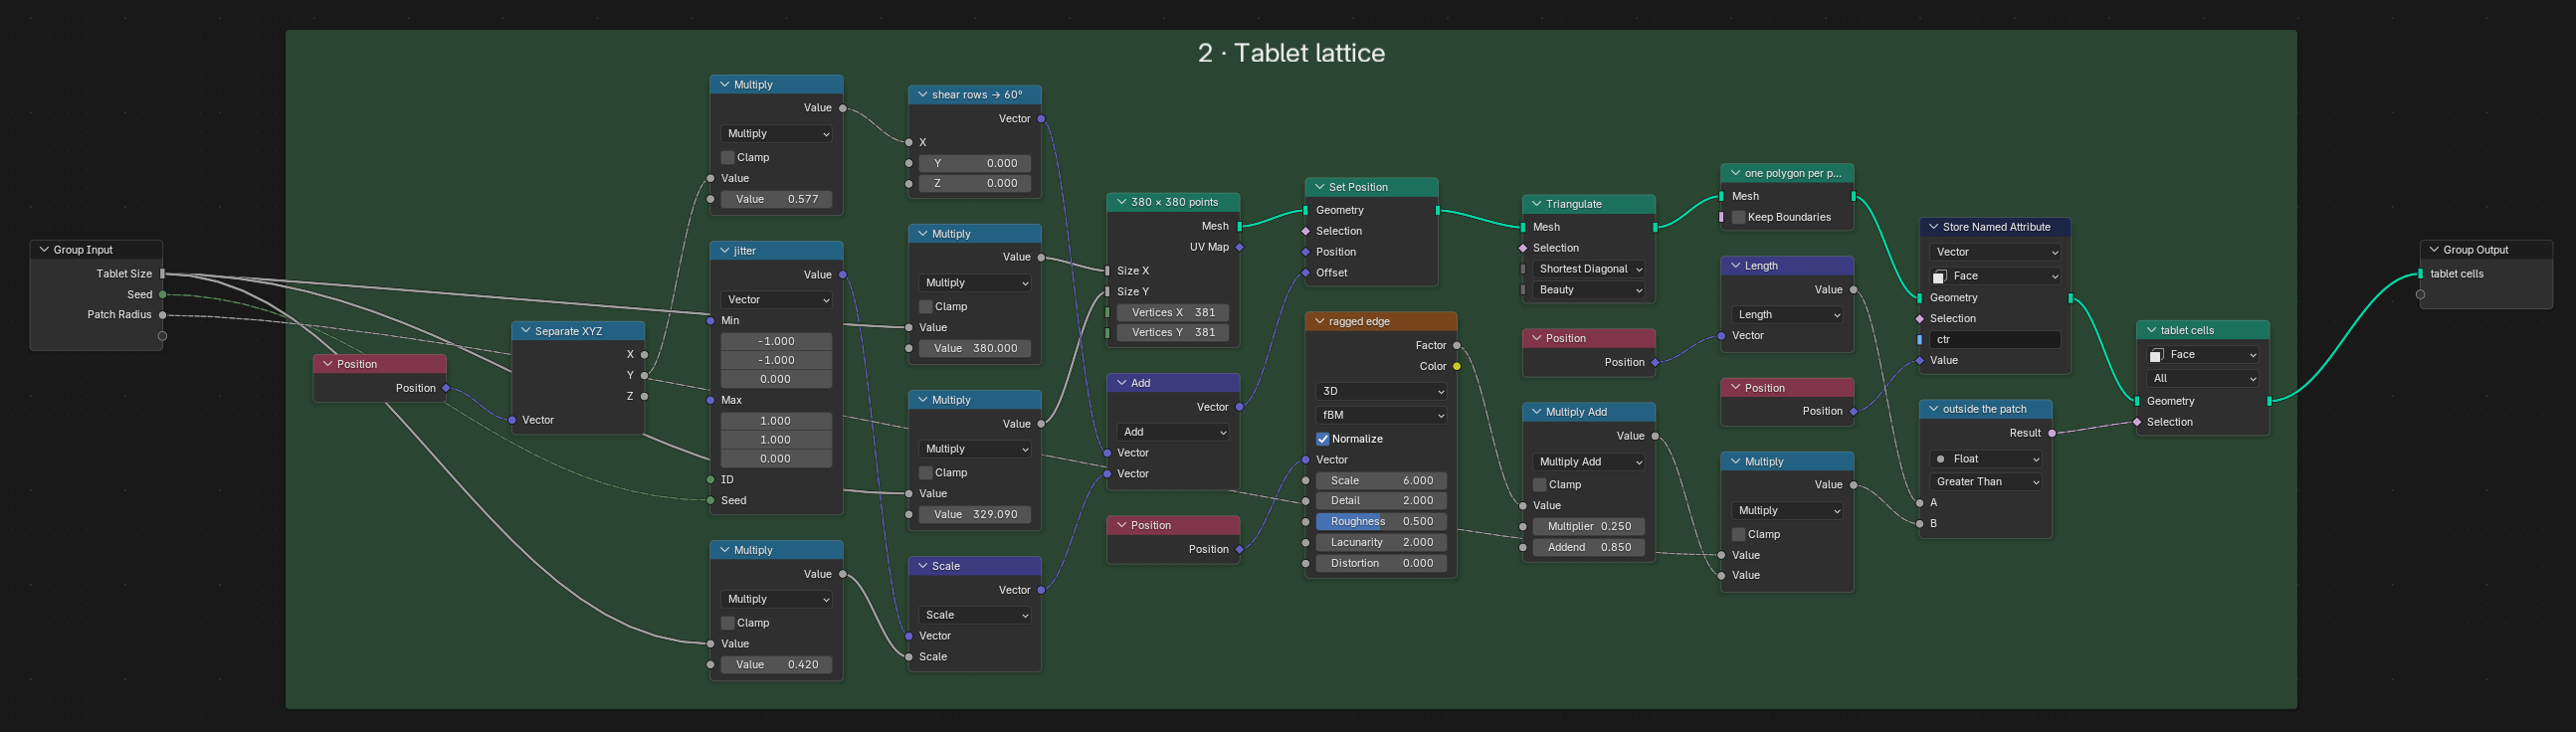 2 · Tablet lattice
Group Input
Tablet Size
Seed
Patch Radius
Position
Position
Separate XYZ
X
Y
Z
Vector
Multiply
Value
Multiply
Clamp
Value
Value 0.577
jitter
Value
Vector
Min
-1.000
-1.000
0.000
Max
1.000
1.000
0.000
ID
Seed
Multiply
Value
Multiply
Clamp
Value
Value 0.420
shear rows → 60°
Vector
X
Y 0.000
Z 0.000
Multiply
Value
Multiply
Clamp
Value
Value 380.000
Multiply
Value
Multiply
Clamp
Value
Value 329.090
Scale
Vector
Scale
Vector
Scale
380 × 380 points
Mesh
UV Map
Size X
Size Y
Vertices X 381
Vertices Y 381
Add
Vector
Add
Vector
Vector
Position
Position
Set Position
Geometry
Selection
Position
Offset
ragged edge
Factor
Color
3D
fBM
Normalize
Vector
Scale 6.000
Detail 2.000
Roughness 0.500
Lacunarity 2.000
Distortion 0.000
Triangulate
Mesh
Selection
Shortest Diagonal
Beauty
Position
Position
Multiply Add
Value
Multiply Add
Clamp
Value
Multiplier 0.250
Addend 0.850
one polygon per p...
Mesh
Keep Boundaries
Length
Value
Length
Vector
Position
Position
Multiply
Value
Multiply
Clamp
Value
Value
Store Named Attribute
Vector
Face
Geometry
Selection
ctr
Value
outside the patch
Result
Float
Greater Than
A
B
tablet cells
Face
All
Geometry
Selection
Group Output
tablet cells